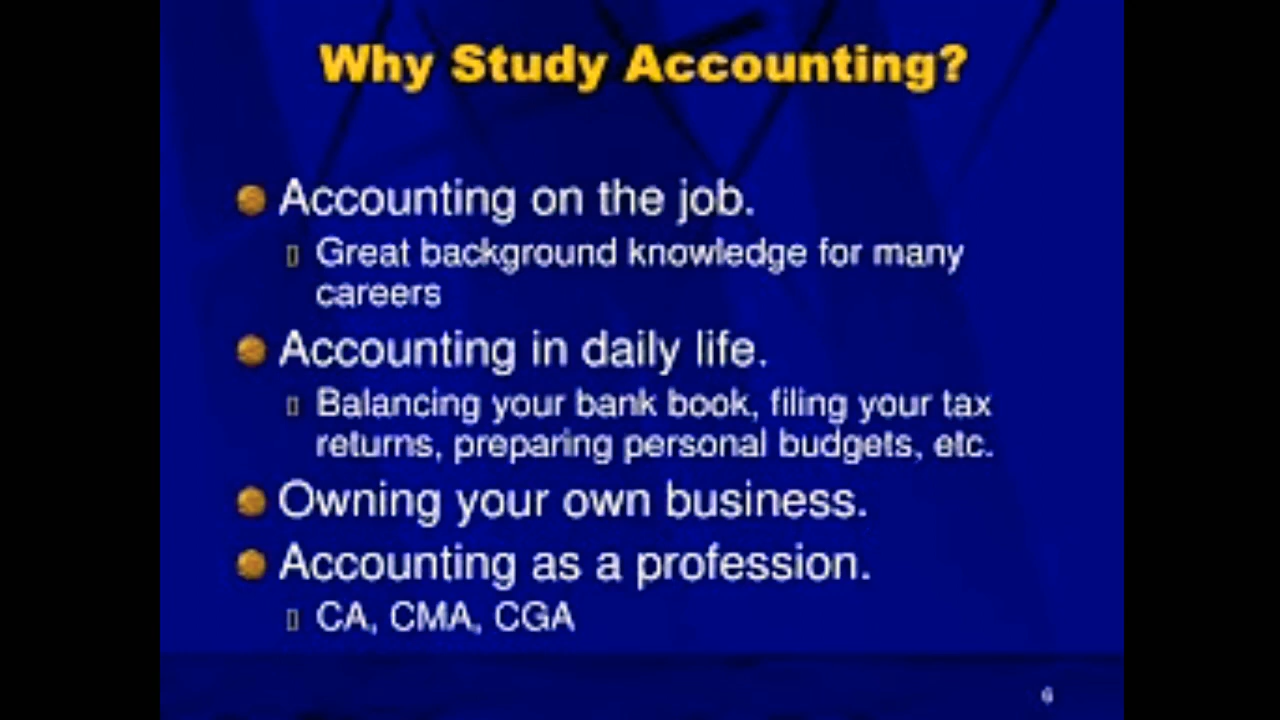 Why Study Accounting?
Accounting on the job.
Great background knowledge for many
careers
Accounting in daily life.
Balancing your bank book, filing your tax
returns, preparing personal budgets, etc.
Owning your own business.
Accounting as a profession.
CA, CMA, CGA
6